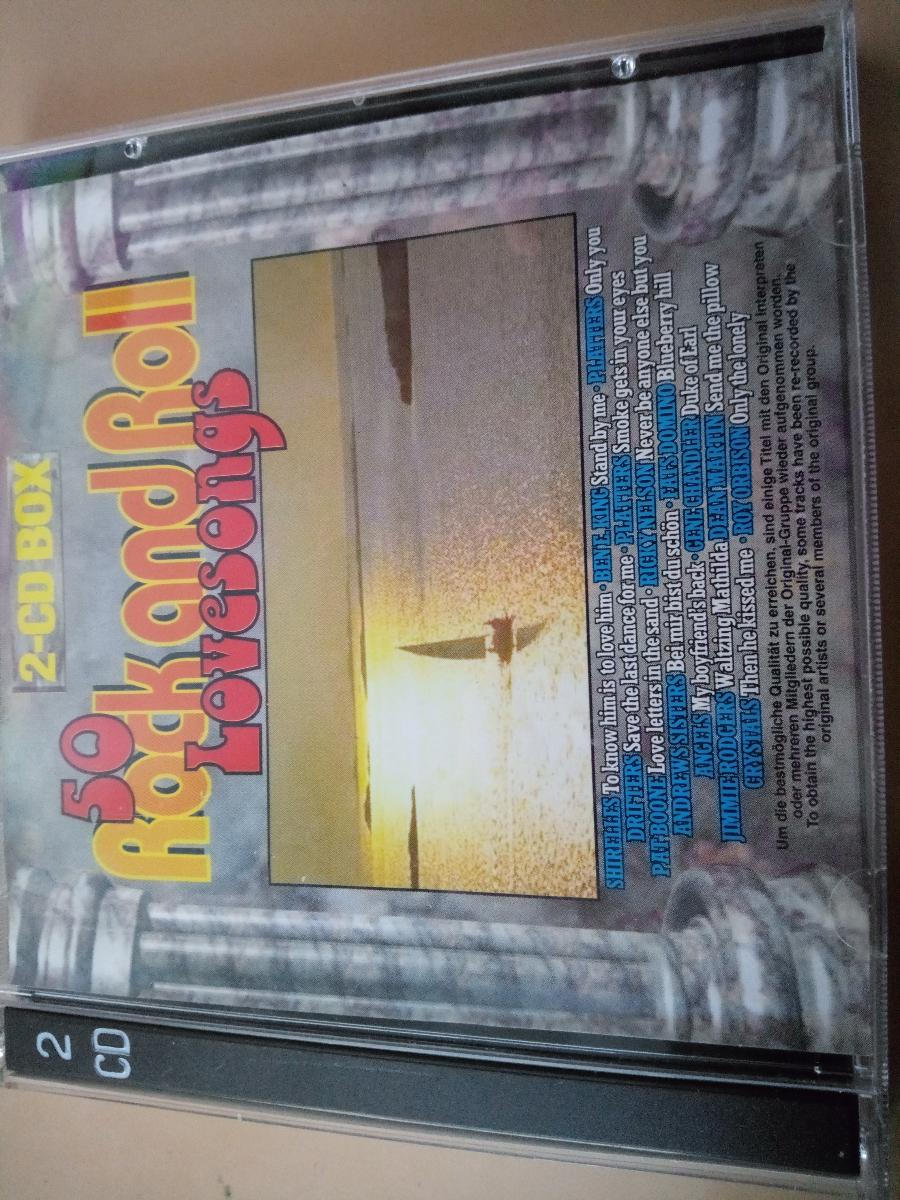 2
CD
2-CD BOX
50
Rock and Roll
Lovesongs
SHIRELLES To know him is to love him • BEN E. KING Stand by me • PLATTERS Only you
DRIFTERS Save the last dance for me • PLATTERS Smoke gets in your eyes
PAT BOONE Love letters in the sand • RICKY NELSON Never be anyone else but you
ANDREWS SISTERS Bei mir bist du schön • FATS DOMINO Blueberry hill
ANGELS My boyfriend is back • GENE CHANDLER Duke of Earl
JIMMIE RODGERS Waltzing Mathilda DEAN MARTIN Send me the pillow
CRYSTALS Then he kissed me • ROY ORBISON Only the lonely
Um die bestmögliche Qualität zu erreichen, sind einige Titel mit den Original Interpreten
oder mehreren Mitgliedern der Original-Gruppe wieder aufgenommen worden.
To obtain the highest possible quality, some tracks have been re-recorded by the
original artists or several members of the original group.